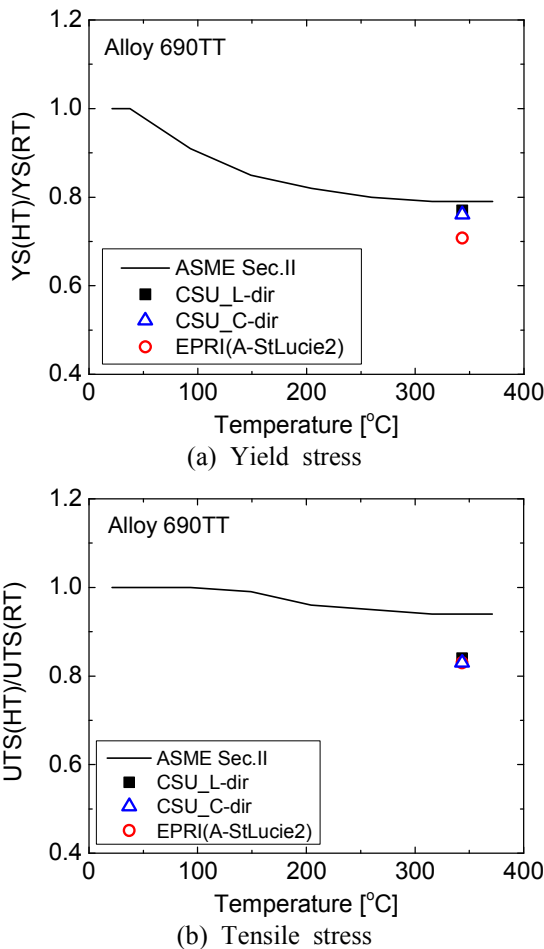 1.2
Alloy 690TT
1.0
YS(HT)/YS(RT)
0.8
ASME Sec.II
CSU_L-dir
0.6
CSU_C-dir
EPRI(A-StLucie2)
0.4
0 100 200 300 400
Temperature [°C]
(a) Yield stress
1.2
Alloy 690TT
1.0
UTS(HT)/UTS(RT)
0.8
ASME Sec.II
0.6
CSU_L-dir
CSU_C-dir
EPRI(A-StLucie2)
0.4
0 100 200 300 400
Temperature [°C]
(b) Tensile stress